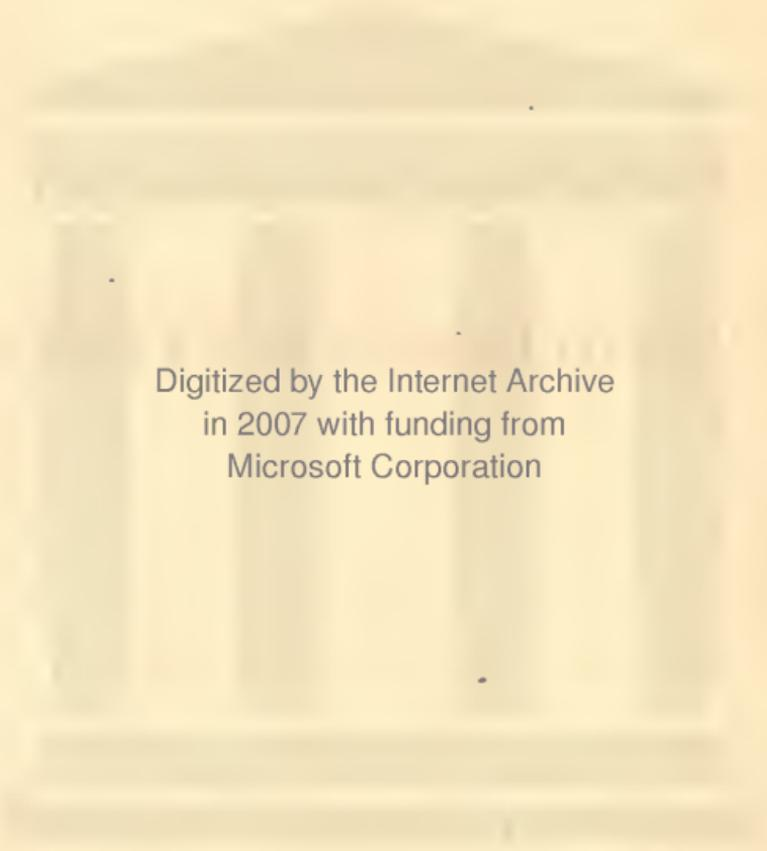 Digitized by the Internet Archive
in 2007 with funding from
Microsoft Corporation